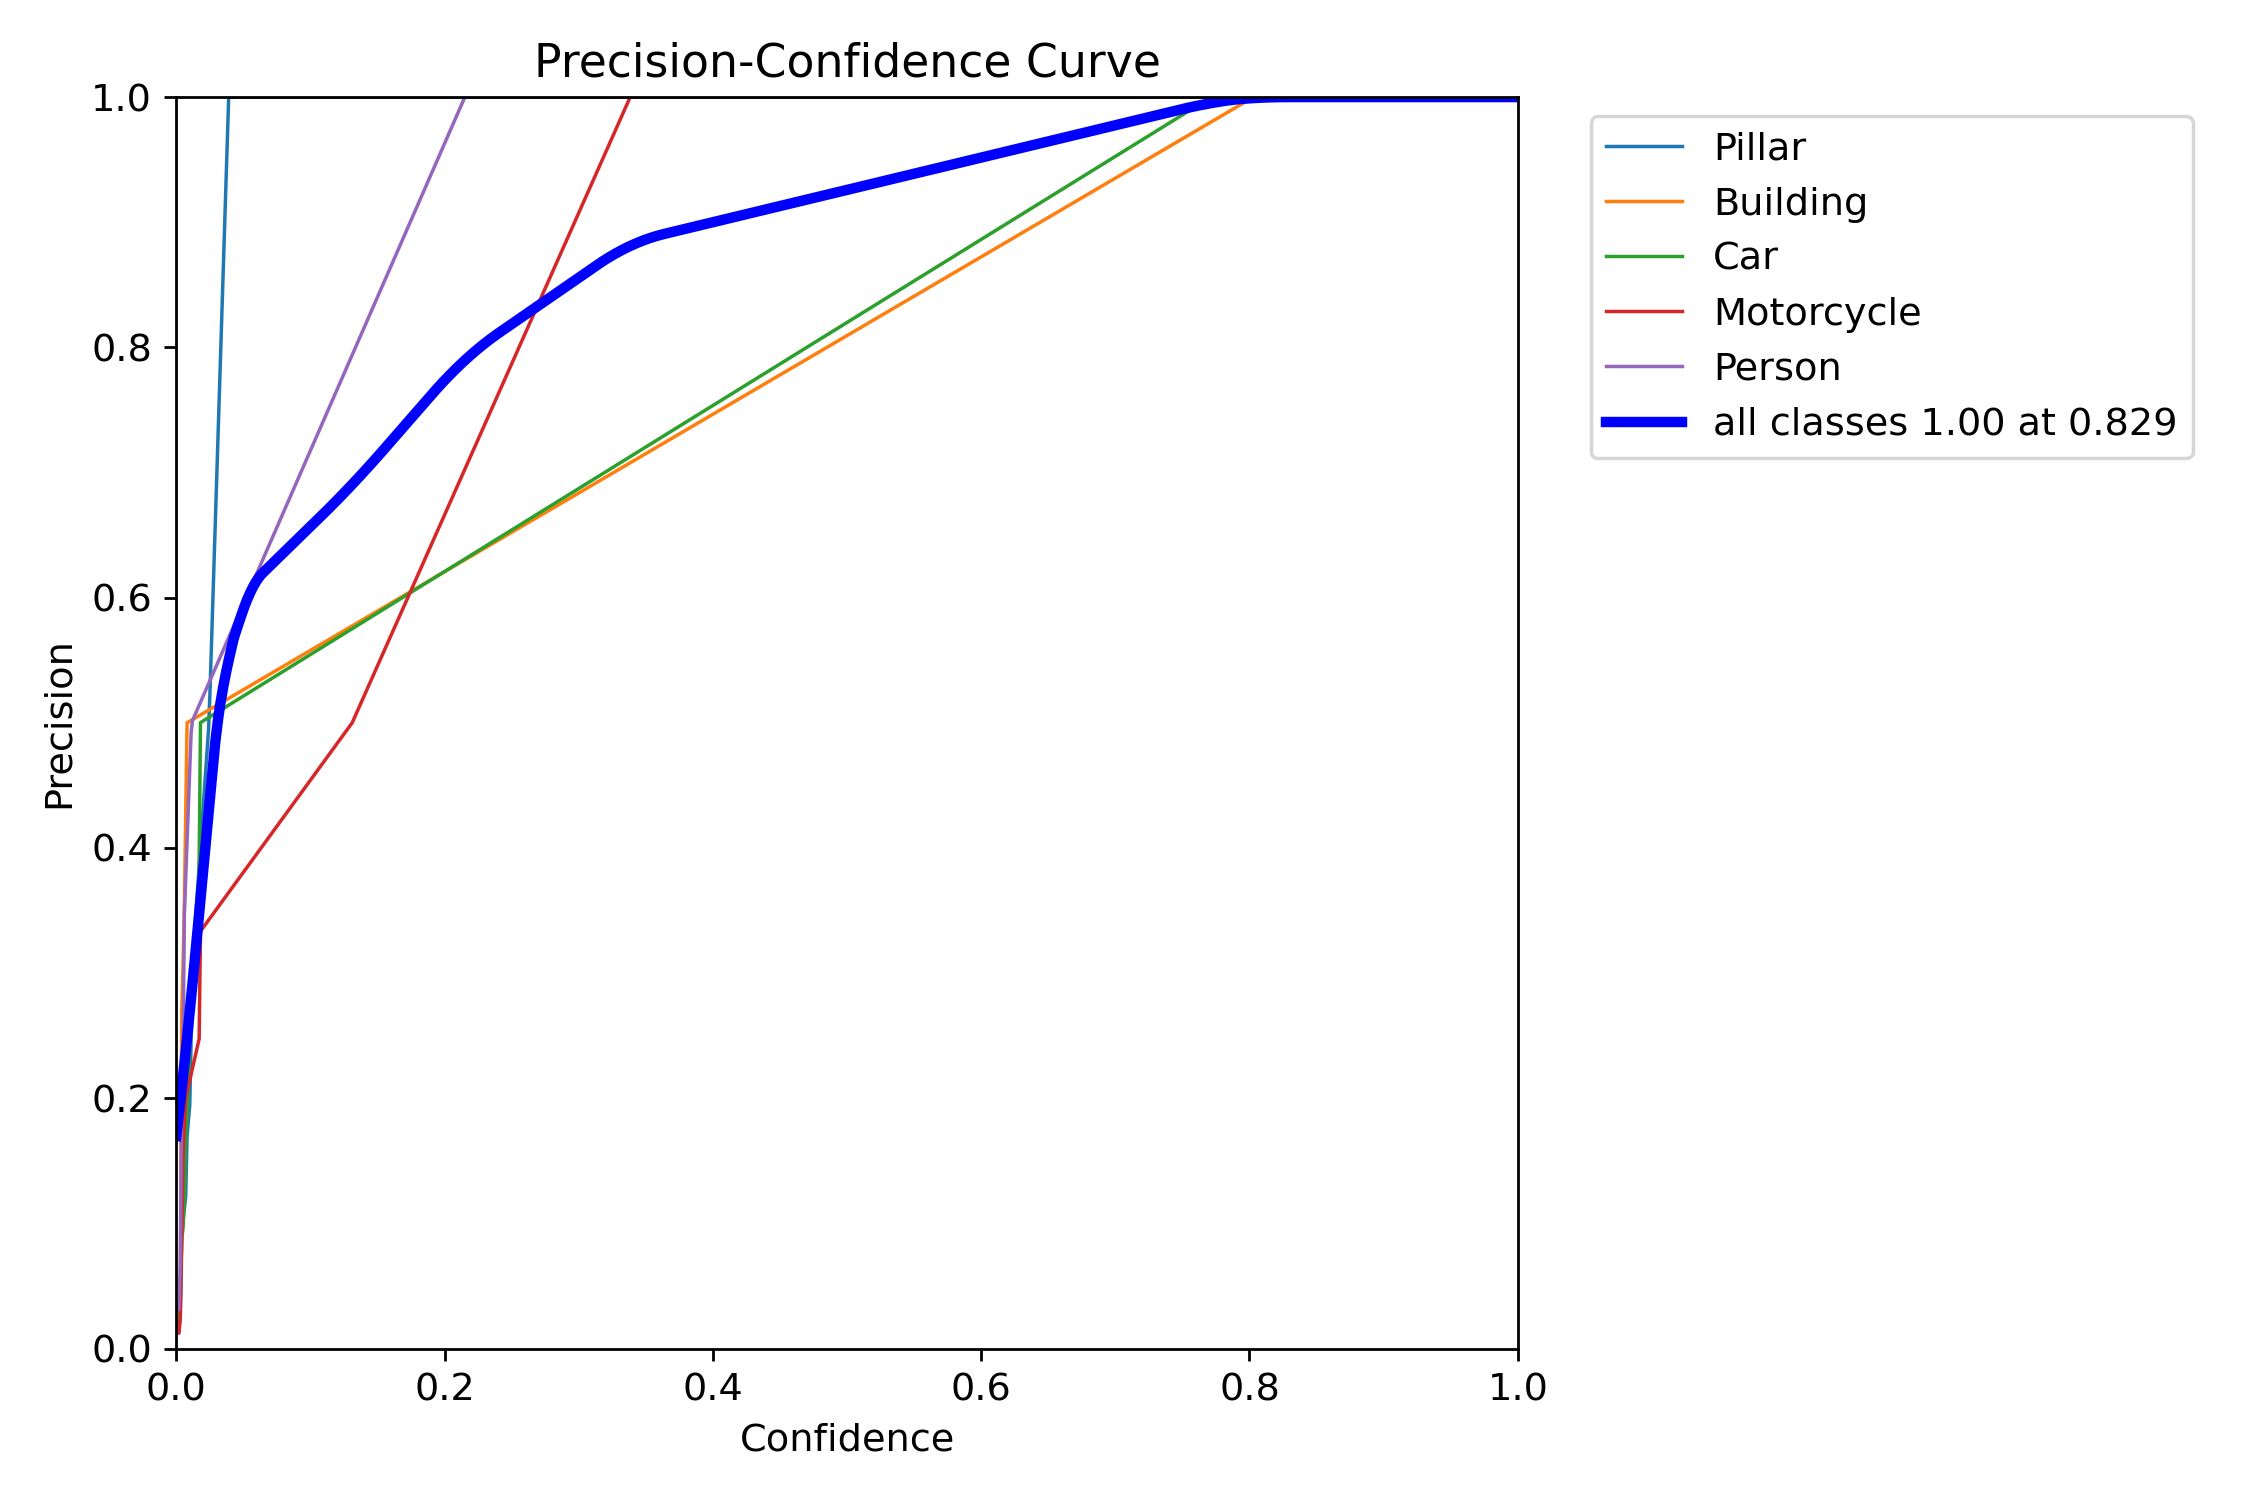 Precision-Confidence Curve
1.0
0.8
0.6
0.4
0.2
0.0
Precision
0.0 0.2 0.4 0.6 0.8 1.0
Confidence
Pillar
Building
Car
Motorcycle
Person
all classes 1.00 at 0.829